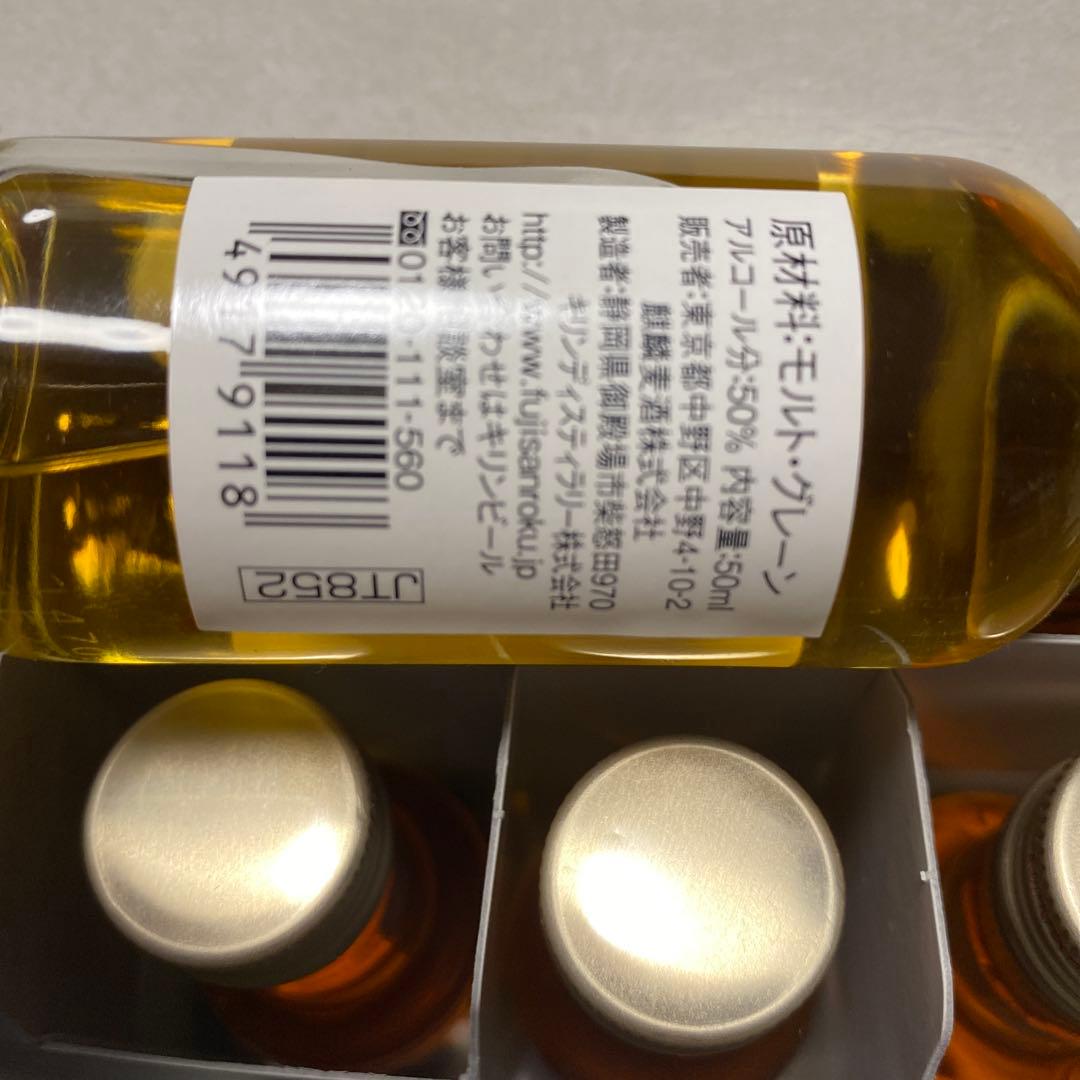 原材料:モルト・グレーン
アルコール分:50% 内容量:50ml
販売者:東京都中野区中野4-10-2
麒麟麦酒株式会社
製造者:静岡県御殿場市柴怒田970
キリンディスティラリー株式会社
http://www.fujisanroku.jp
お問い合わせはキリンビール
お客様相談室まで
0120-111-560
4957 9118
JT852